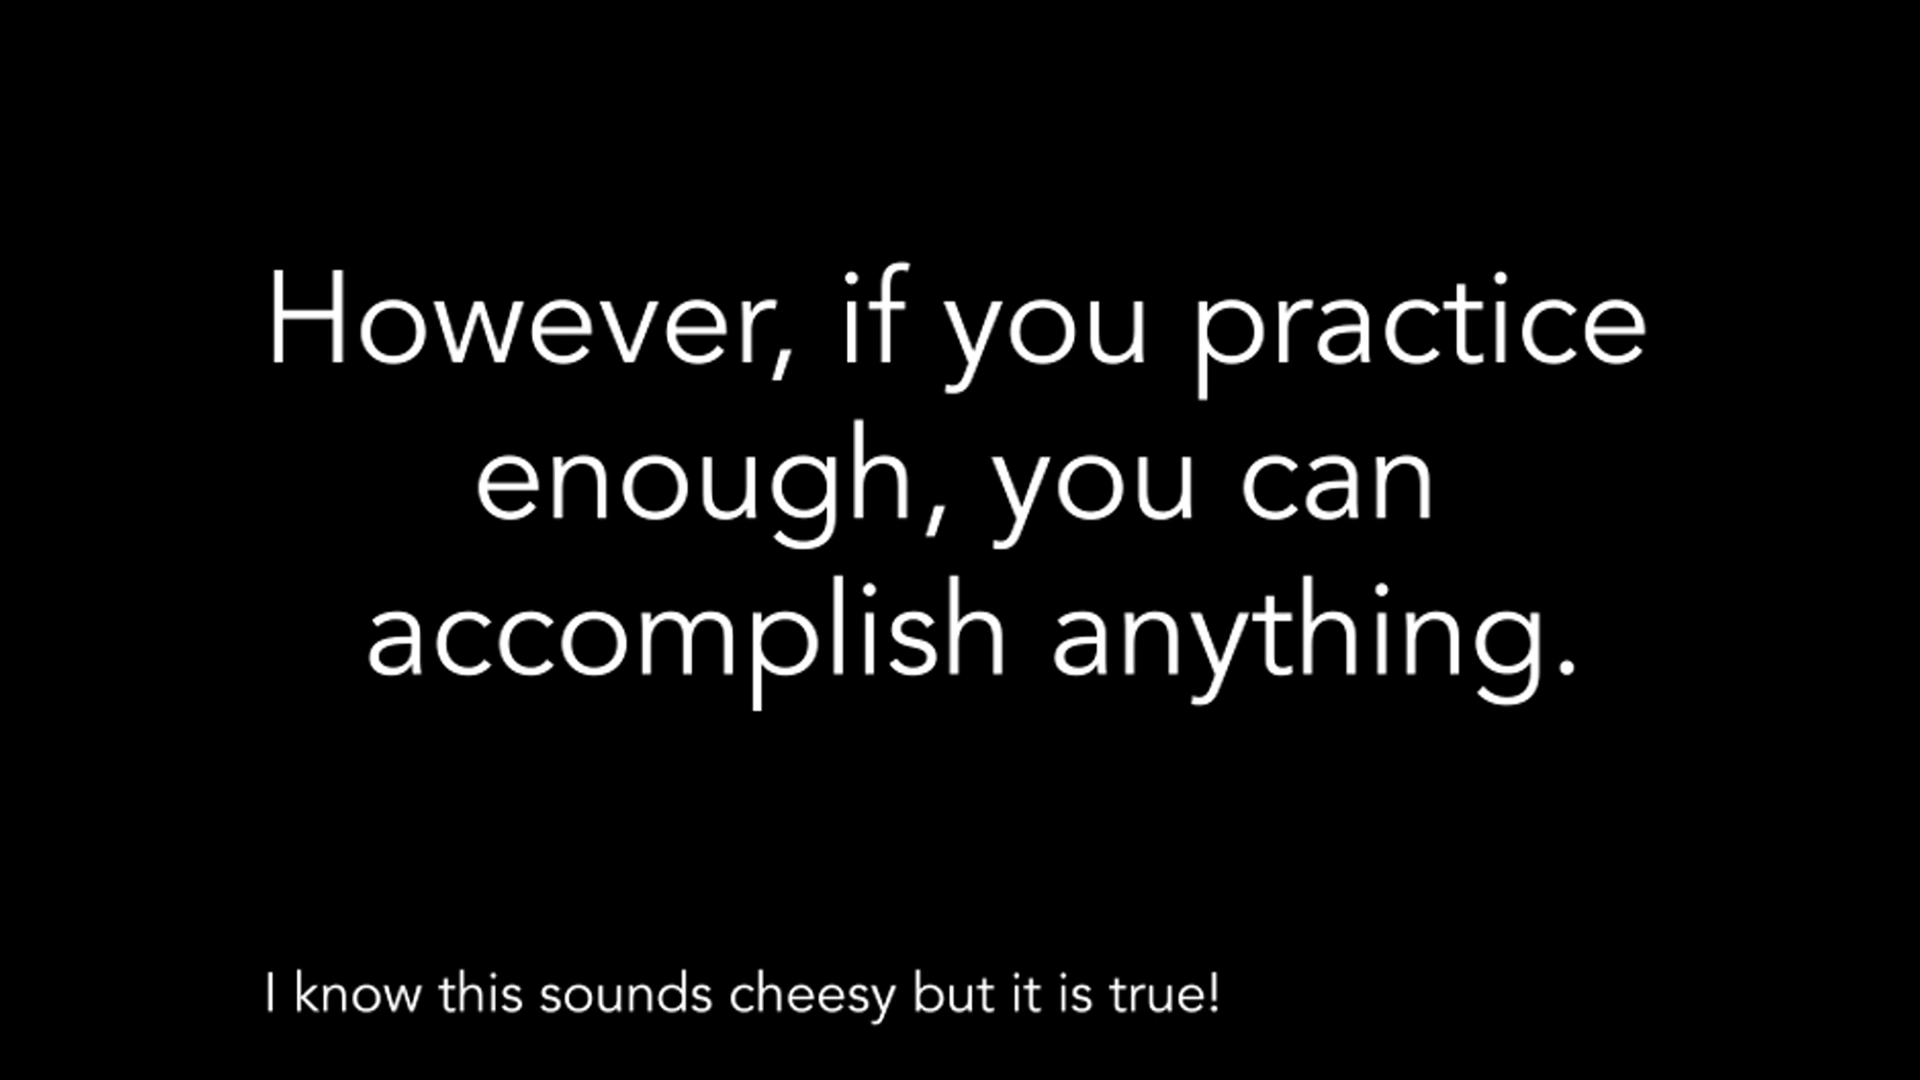 However, if you practice
enough, you can
accomplish anything.
I know this sounds cheesy but it is true!